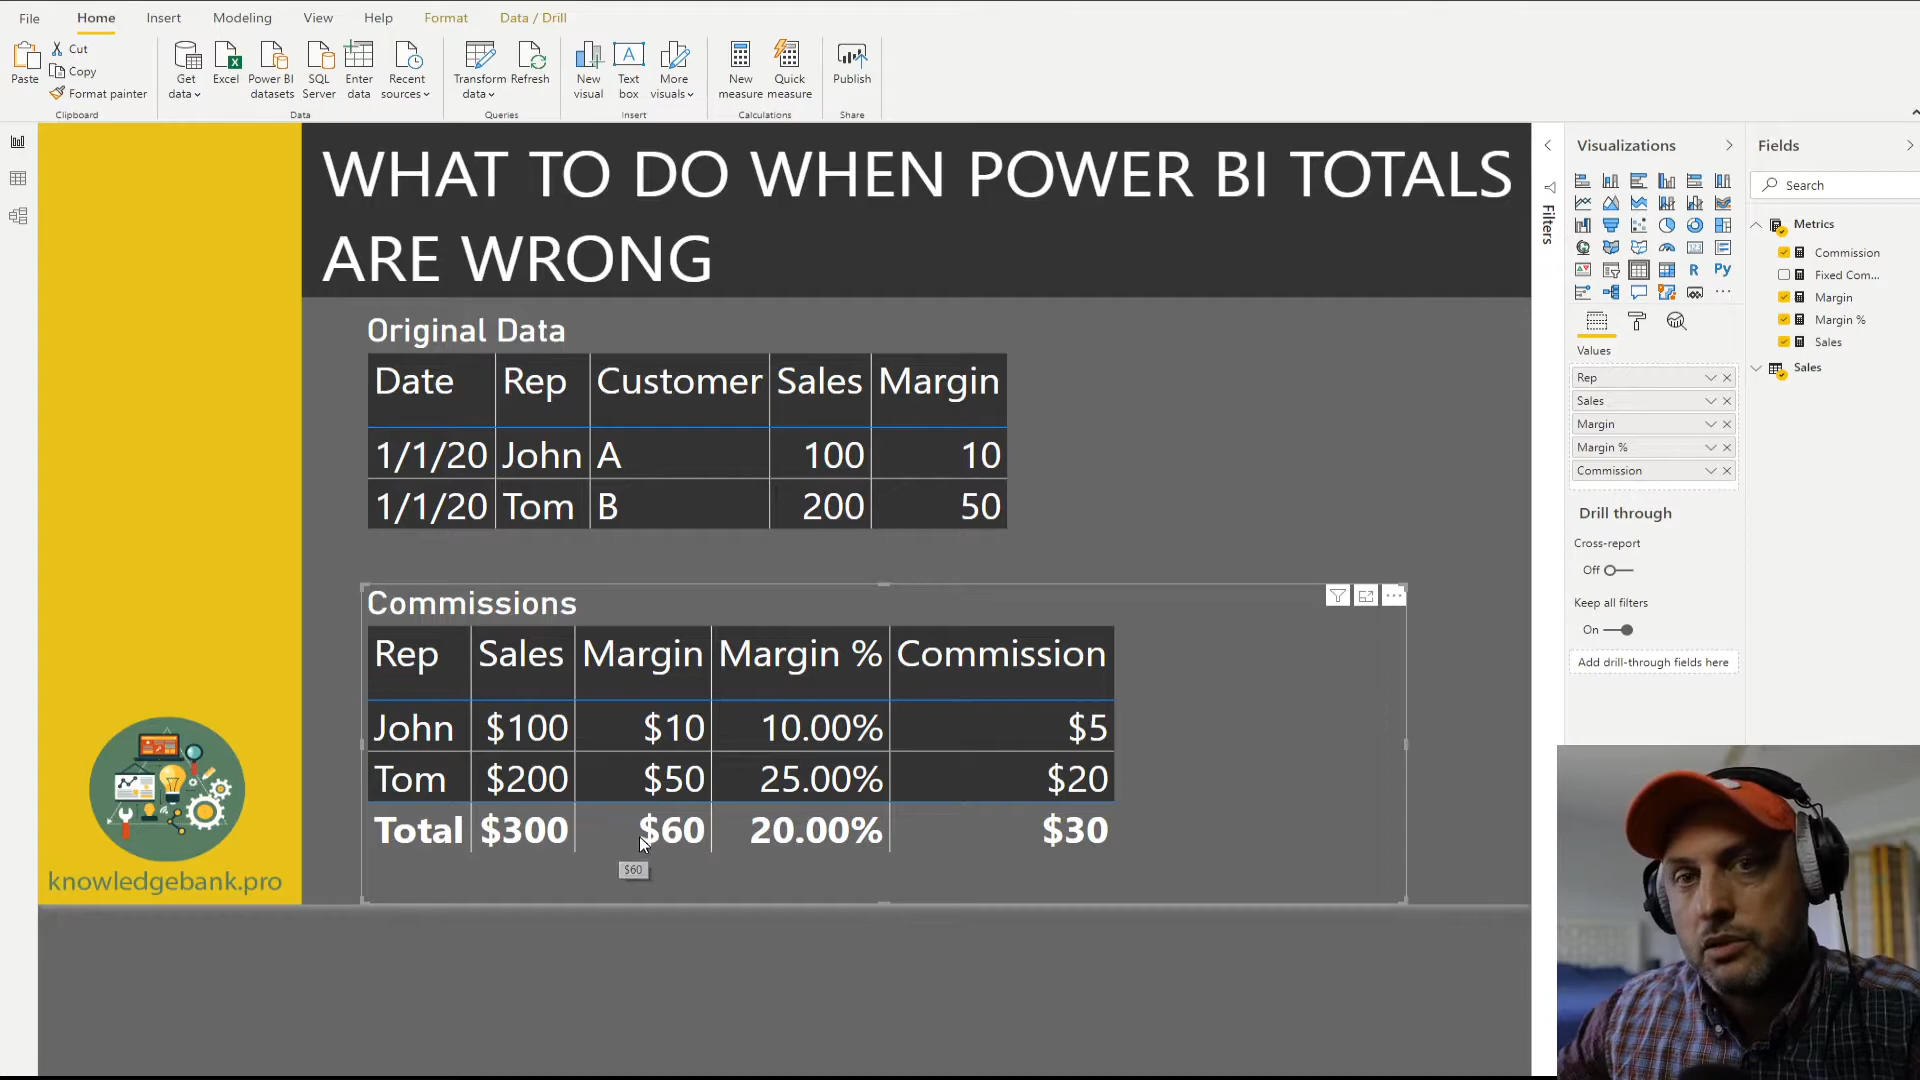 File Home Insert Modeling View Help Format Data / Drill
Paste Cut Copy Format painter
Get data Excel Power BI datasets SQL Server Enter data Recent sources Transform data Refresh New visual Text box More visuals New measure Quick measure Publish
Clipboard Data Queries Insert Calculations Share
WHAT TO DO WHEN POWER BI TOTALS
ARE WRONG
Original Data
Date Rep Customer Sales Margin
1/1/20 John A 100 10
1/1/20 Tom B 200 50
Commissions
Rep Sales Margin Margin % Commission
John $100 $10 10.00% $5
Tom $200 $50 25.00% $20
Total $300 $60 20.00% $30
$60
knowledgebank.pro
Filters
Visualizations
R Py
Values
Rep
Sales
Margin
Margin %
Commission
Drill through
Cross-report
Off
Keep all filters
On
Add drill-through fields here
Fields
Search
Metrics
Commission
Fixed Com...
Margin
Margin %
Sales
Sales